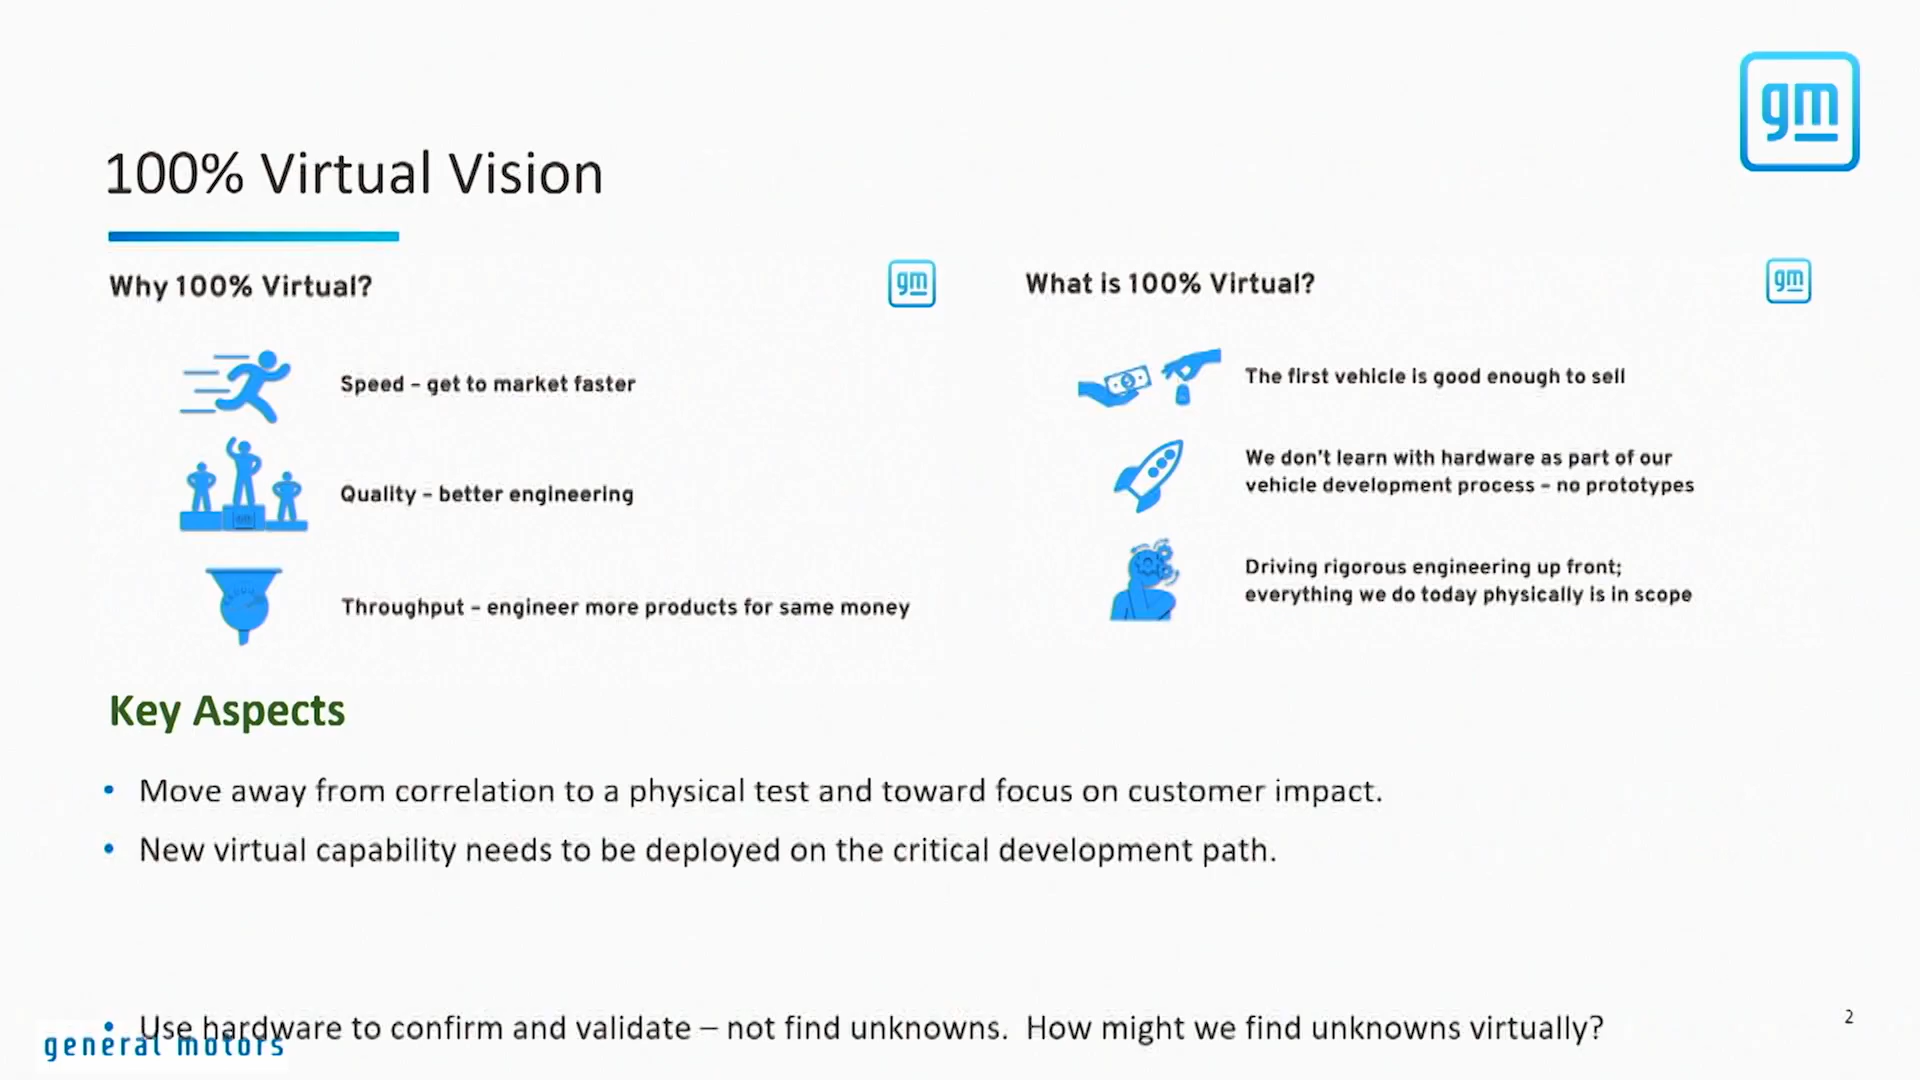 gm
100% Virtual Vision
Why 100% Virtual?
gm
Speed – get to market faster
Quality – better engineering
Throughput – engineer more products for same money
What is 100% Virtual?
gm
The first vehicle is good enough to sell
We don't learn with hardware as part of our
vehicle development process – no prototypes
Driving rigorous engineering up front;
everything we do today physically is in scope
Key Aspects
• Move away from correlation to a physical test and toward focus on customer impact.
• New virtual capability needs to be deployed on the critical development path.
• Use hardware to confirm and validate – not find unknowns. How might we find unknowns virtually?
general motors
2